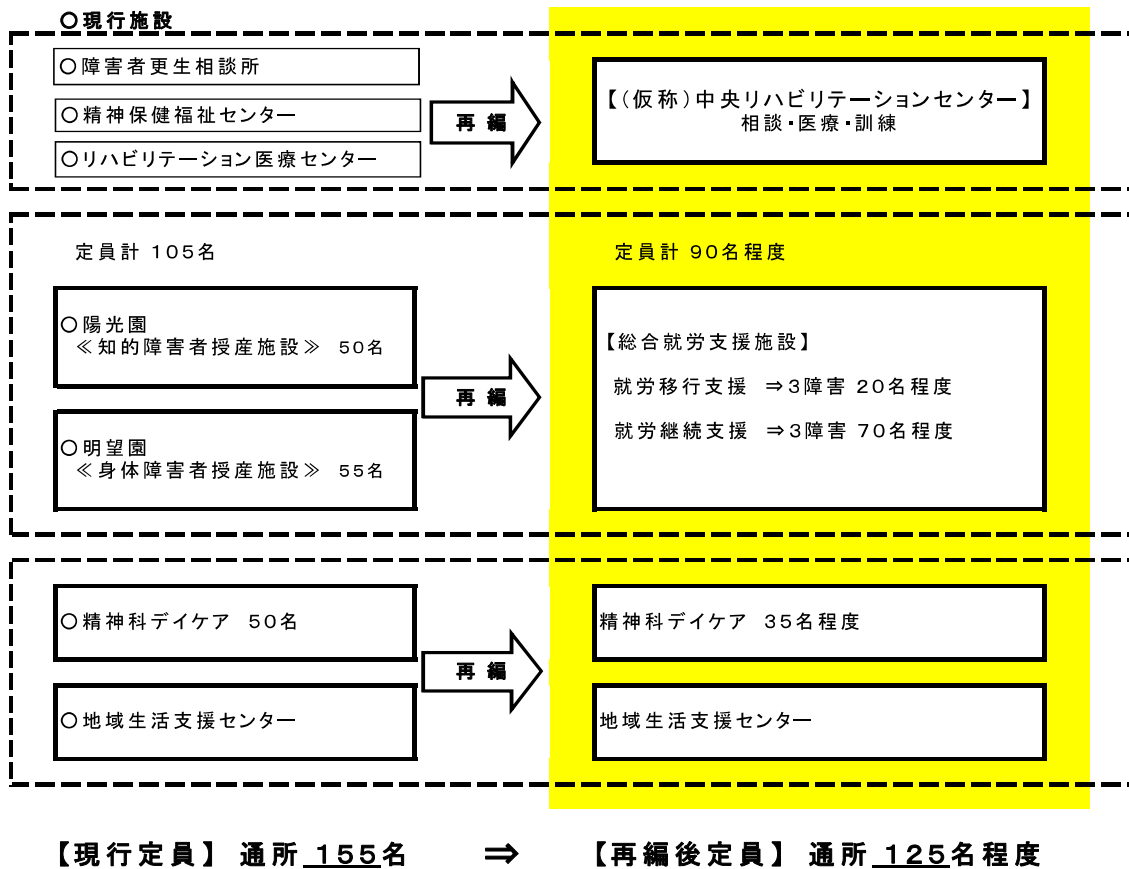 ○現行施設
○障害者更生相談所
○精神保健福祉センター
○リハビリテーション医療センター
再 編
【(仮称)中央リハビリテーションセンター】
相談・医療・訓練
定員計 105名
○陽光園
≪知的障害者授産施設≫ 50名
○明望園
≪身体障害者授産施設≫ 55名
再 編
定員計 90名程度
【総合就労支援施設】
就労移行支援 ⇒3障害 20名程度
就労継続支援 ⇒3障害 70名程度
○精神科デイケア 50名
○地域生活支援センター
再 編
精神科デイケア 35名程度
地域生活支援センター
【現行定員】 通所 155名 ⇒ 【再編後定員】 通所 125名程度